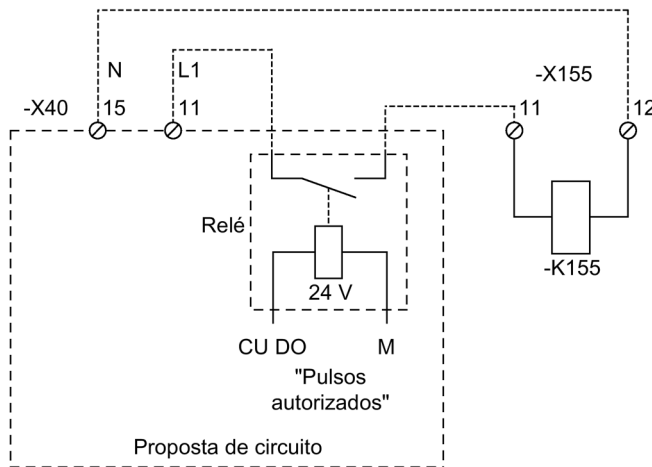 N L1 -X155
-X40 15 11 11 12
Relé
-K155
24 V
CU DO M
"Pulsos
autorizados"
Proposta de circuito